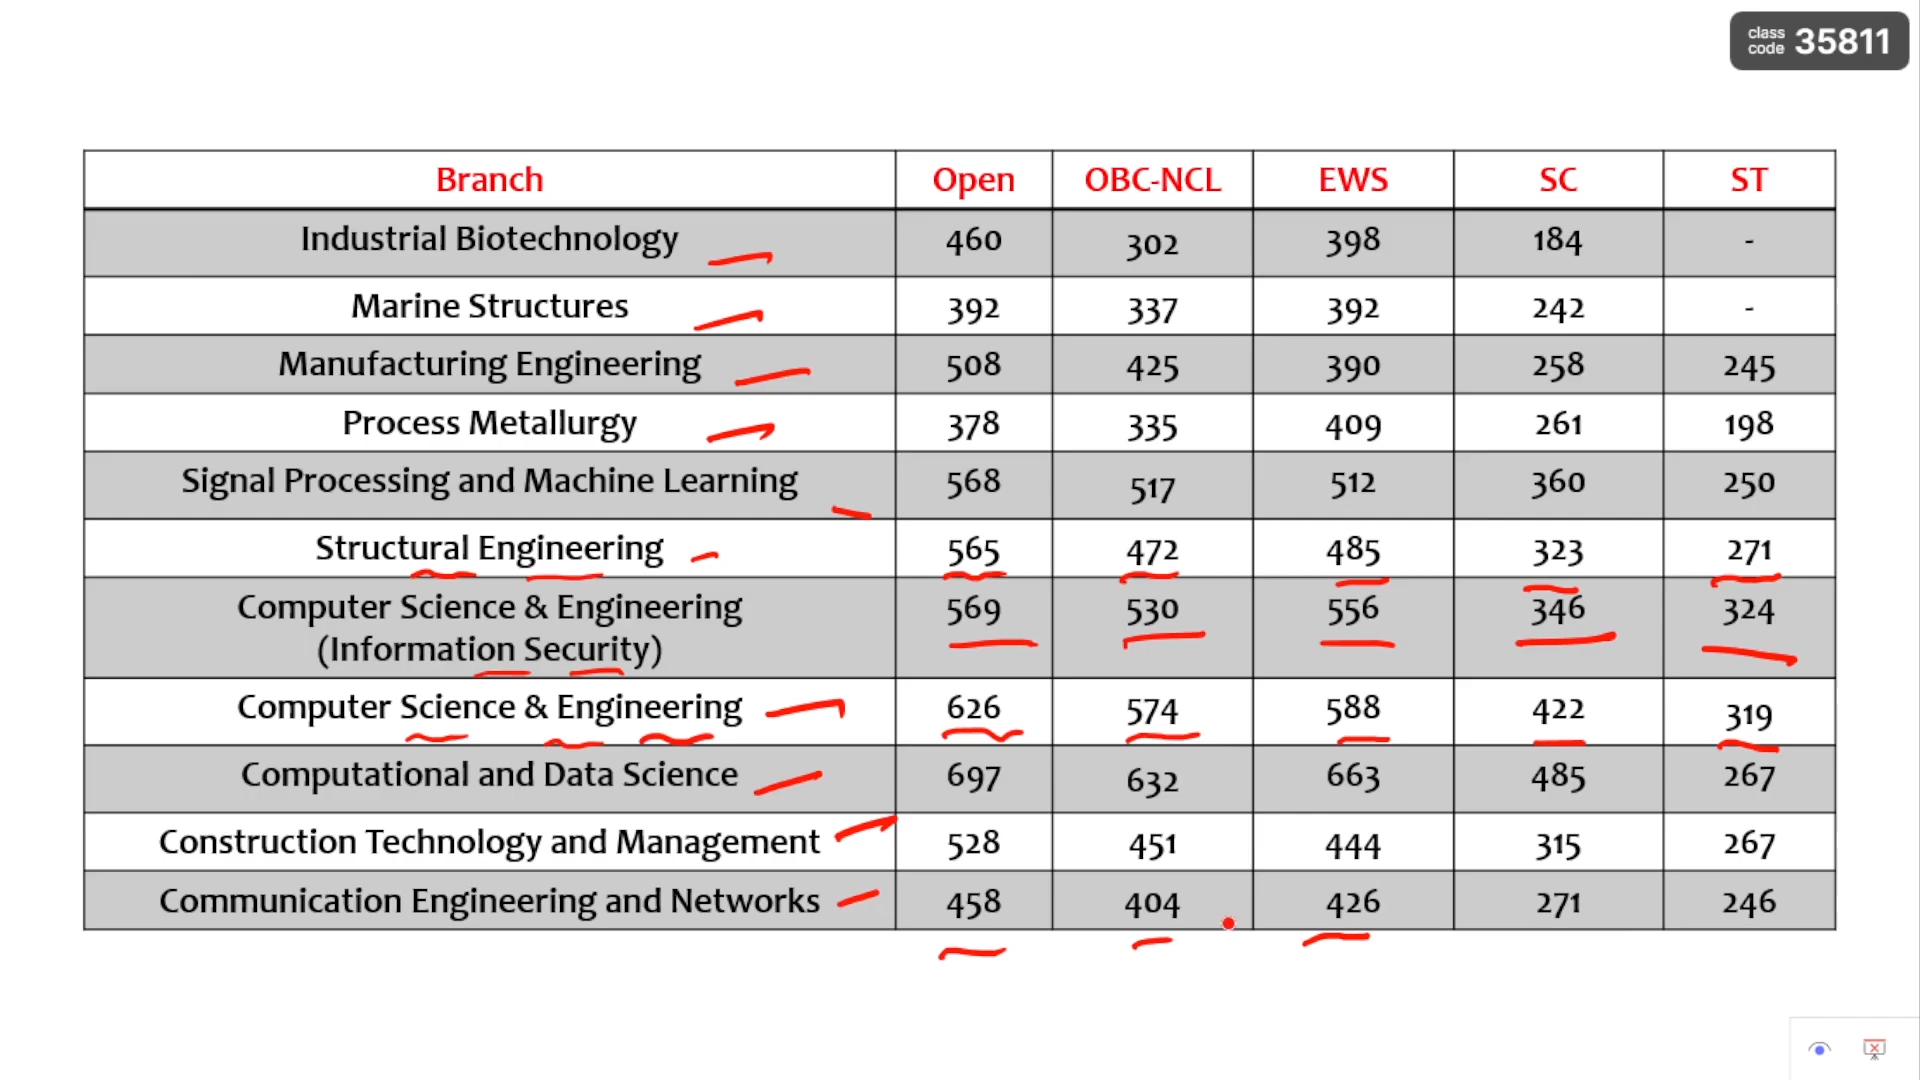 class code 35811
Branch Open OBC-NCL EWS SC ST
Industrial Biotechnology 460 302 398 184 -
Marine Structures 392 337 392 242 -
Manufacturing Engineering 508 425 390 258 245
Process Metallurgy 378 335 409 261 198
Signal Processing and Machine Learning 568 517 512 360 250
Structural Engineering 565 472 485 323 271
Computer Science & Engineering 569 530 556 346 324
(Information Security)
Computer Science & Engineering 626 574 588 422 319
Computational and Data Science 697 632 663 485 267
Construction Technology and Management 528 451 444 315 267
Communication Engineering and Networks 458 404 426 271 246